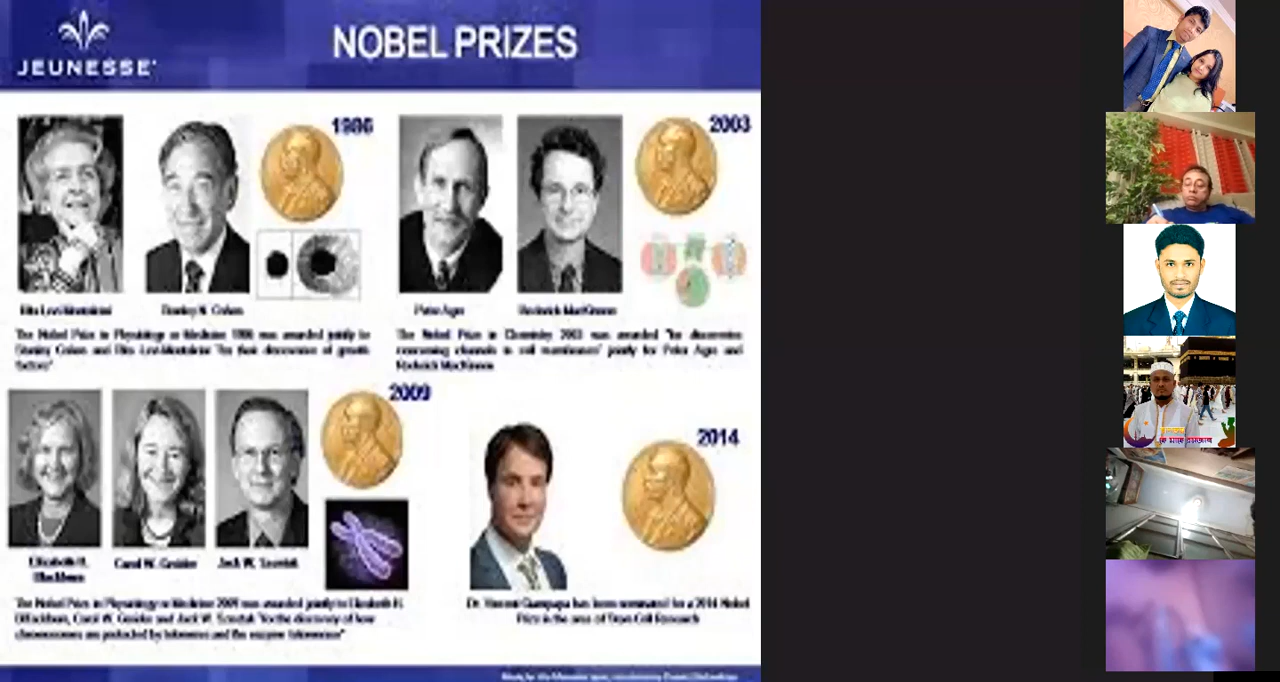 JEUNESSE
NOBEL PRIZES
1986
2003
Rita Levi-Montalcini
Stanley N. Cohen
Peter Agre
Roderick MacKinnon
The Nobel Prize in Physiology or Medicine 1986 was awarded jointly to
Stanley Cohen and Rita Levi-Montalcini "for their discoveries of growth
factors"
The Nobel Prize in Chemistry 2003 was awarded "for discoveries
concerning channels in cell membranes" jointly for Peter Agre and
Roderick MacKinnon
2009
2014
Elizabeth H.
Blackburn
Carol W. Greider
Jack W. Szostak
The Nobel Prize in Physiology or Medicine 2009 was awarded jointly to Elizabeth H.
Blackburn, Carol W. Greider and Jack W. Szostak "for the discovery of how
chromosomes are protected by telomeres and the enzyme telomerase"
Dr. Vincent Giampapa has been nominated for a 2014 Nobel
Prize in the area of Stem Cell Research